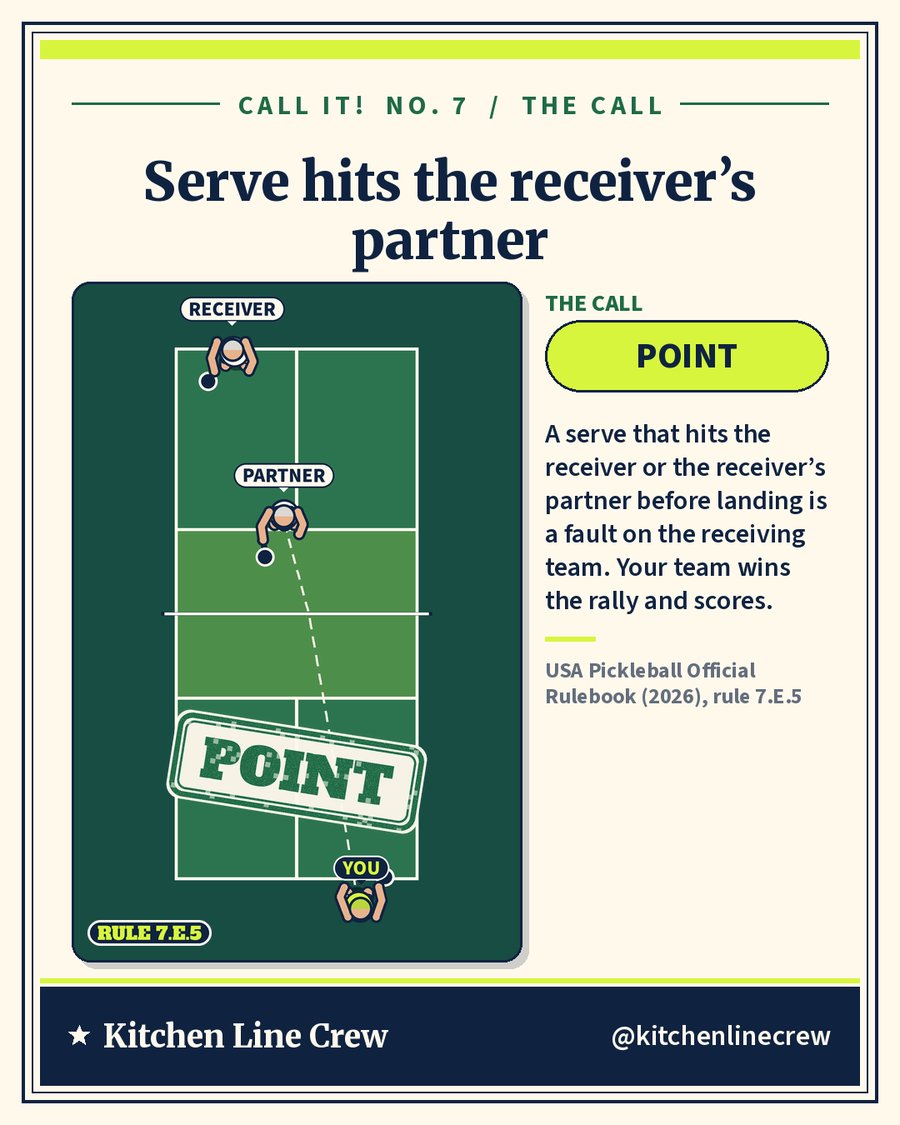 CALL IT! NO. 7 / THE CALL
Serve hits the receiver’s
partner
RECEIVER
PARTNER
POINT
YOU
RULE 7.E.5
THE CALL
POINT
A serve that hits the
receiver or the receiver’s
partner before landing is
a fault on the receiving
team. Your team wins
the rally and scores.
USA Pickleball Official
Rulebook (2026), rule 7.E.5
Kitchen Line Crew
@kitchenlinecrew